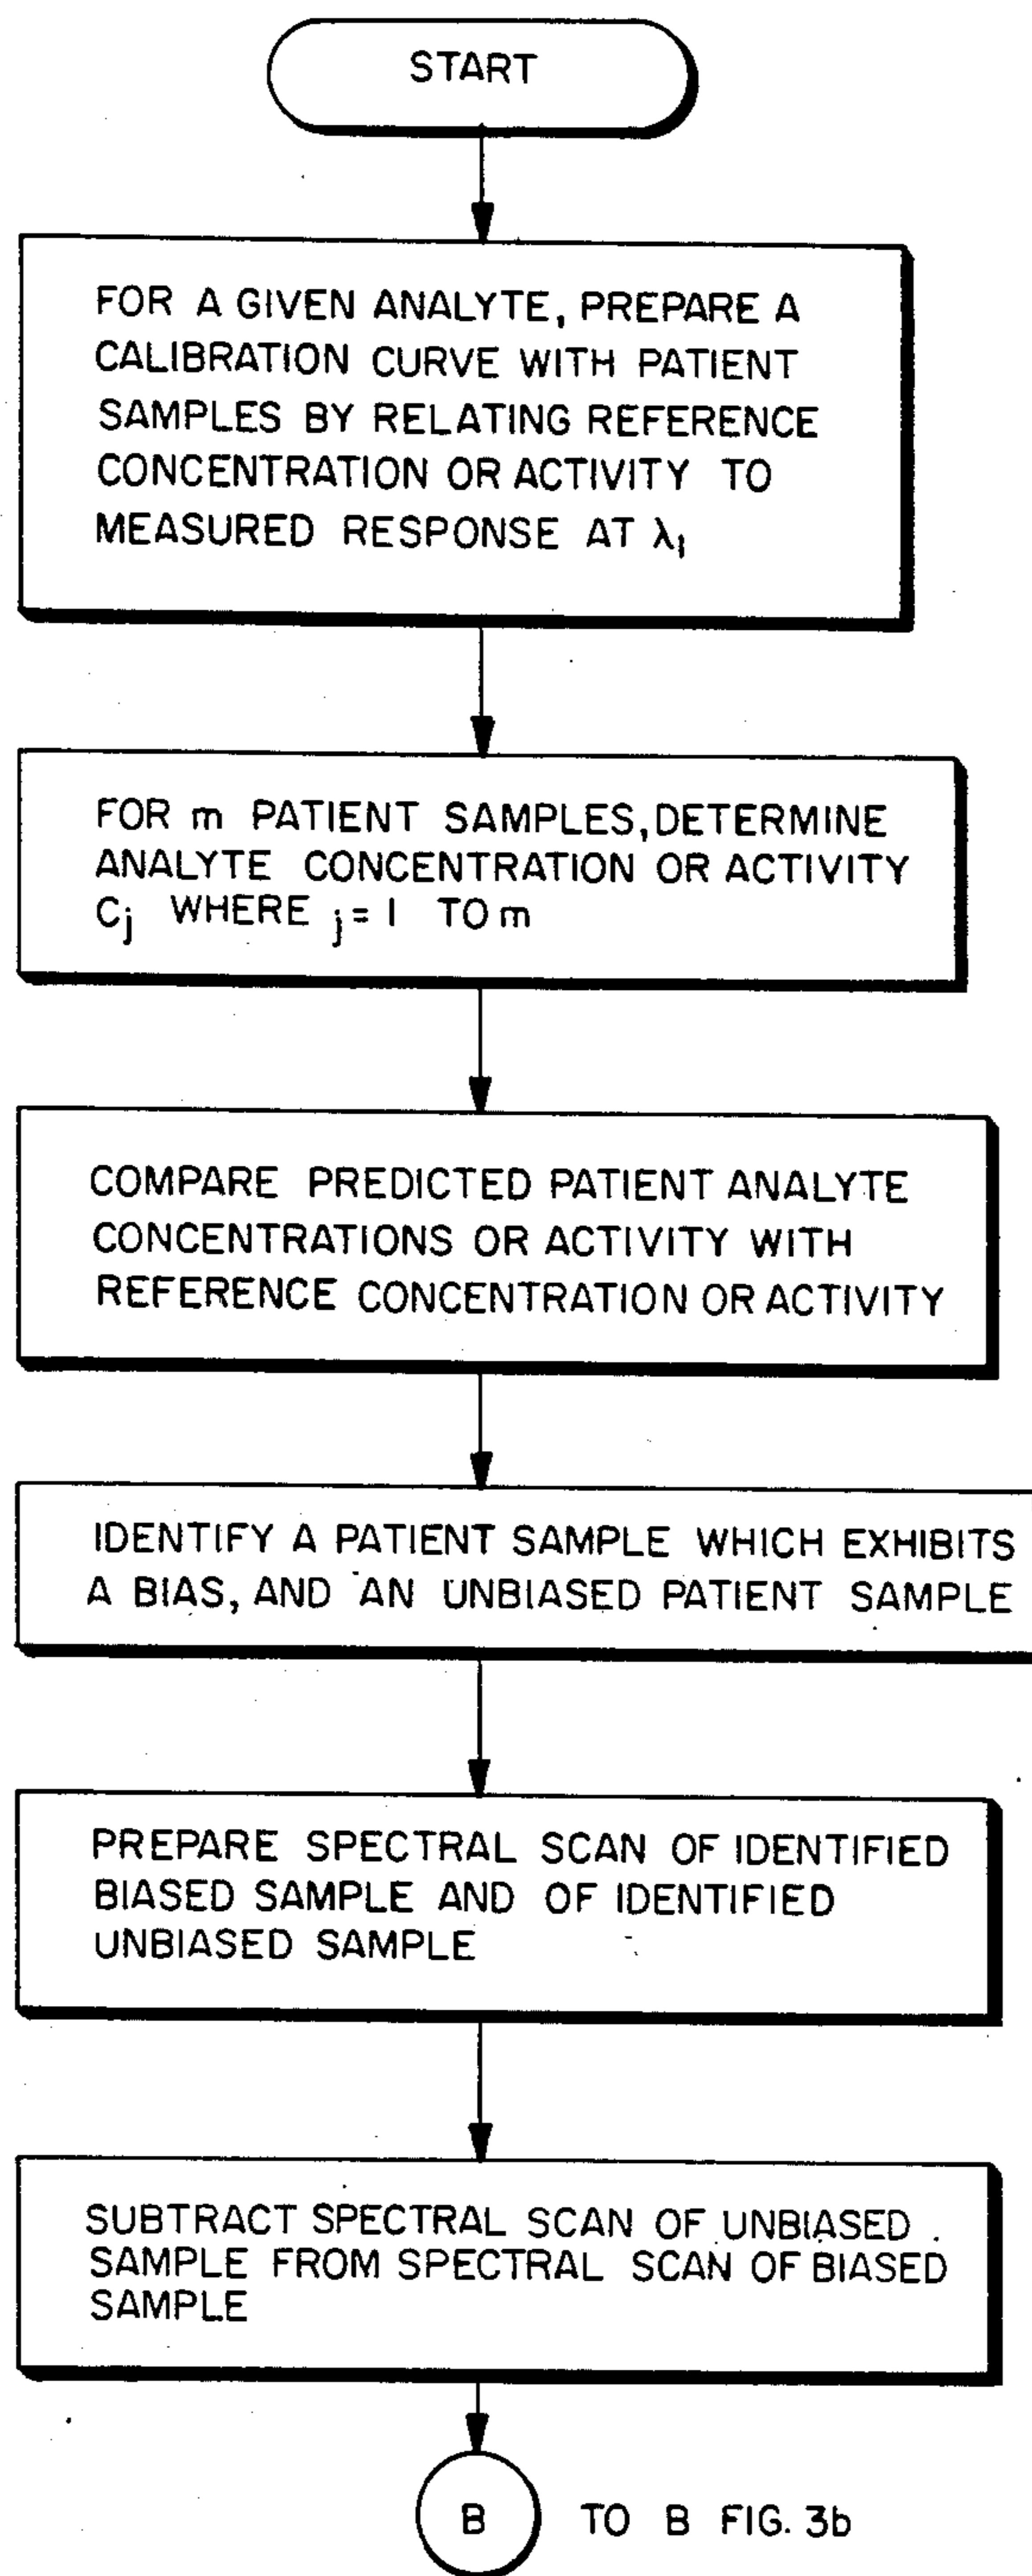 START
FOR A GIVEN ANALYTE, PREPARE A
CALIBRATION CURVE WITH PATIENT
SAMPLES BY RELATING REFERENCE
CONCENTRATION OR ACTIVITY TO
MEASURED RESPONSE AT λ₁
FOR m PATIENT SAMPLES, DETERMINE
ANALYTE CONCENTRATION OR ACTIVITY
Cj WHERE j = 1 TO m
COMPARE PREDICTED PATIENT ANALYTE
CONCENTRATIONS OR ACTIVITY WITH
REFERENCE CONCENTRATION OR ACTIVITY
IDENTIFY A PATIENT SAMPLE WHICH EXHIBITS
A BIAS, AND AN UNBIASED PATIENT SAMPLE
PREPARE SPECTRAL SCAN OF IDENTIFIED
BIASED SAMPLE AND OF IDENTIFIED
UNBIASED SAMPLE
SUBTRACT SPECTRAL SCAN OF UNBIASED
SAMPLE FROM SPECTRAL SCAN OF BIASED
SAMPLE
B TO B FIG. 3b